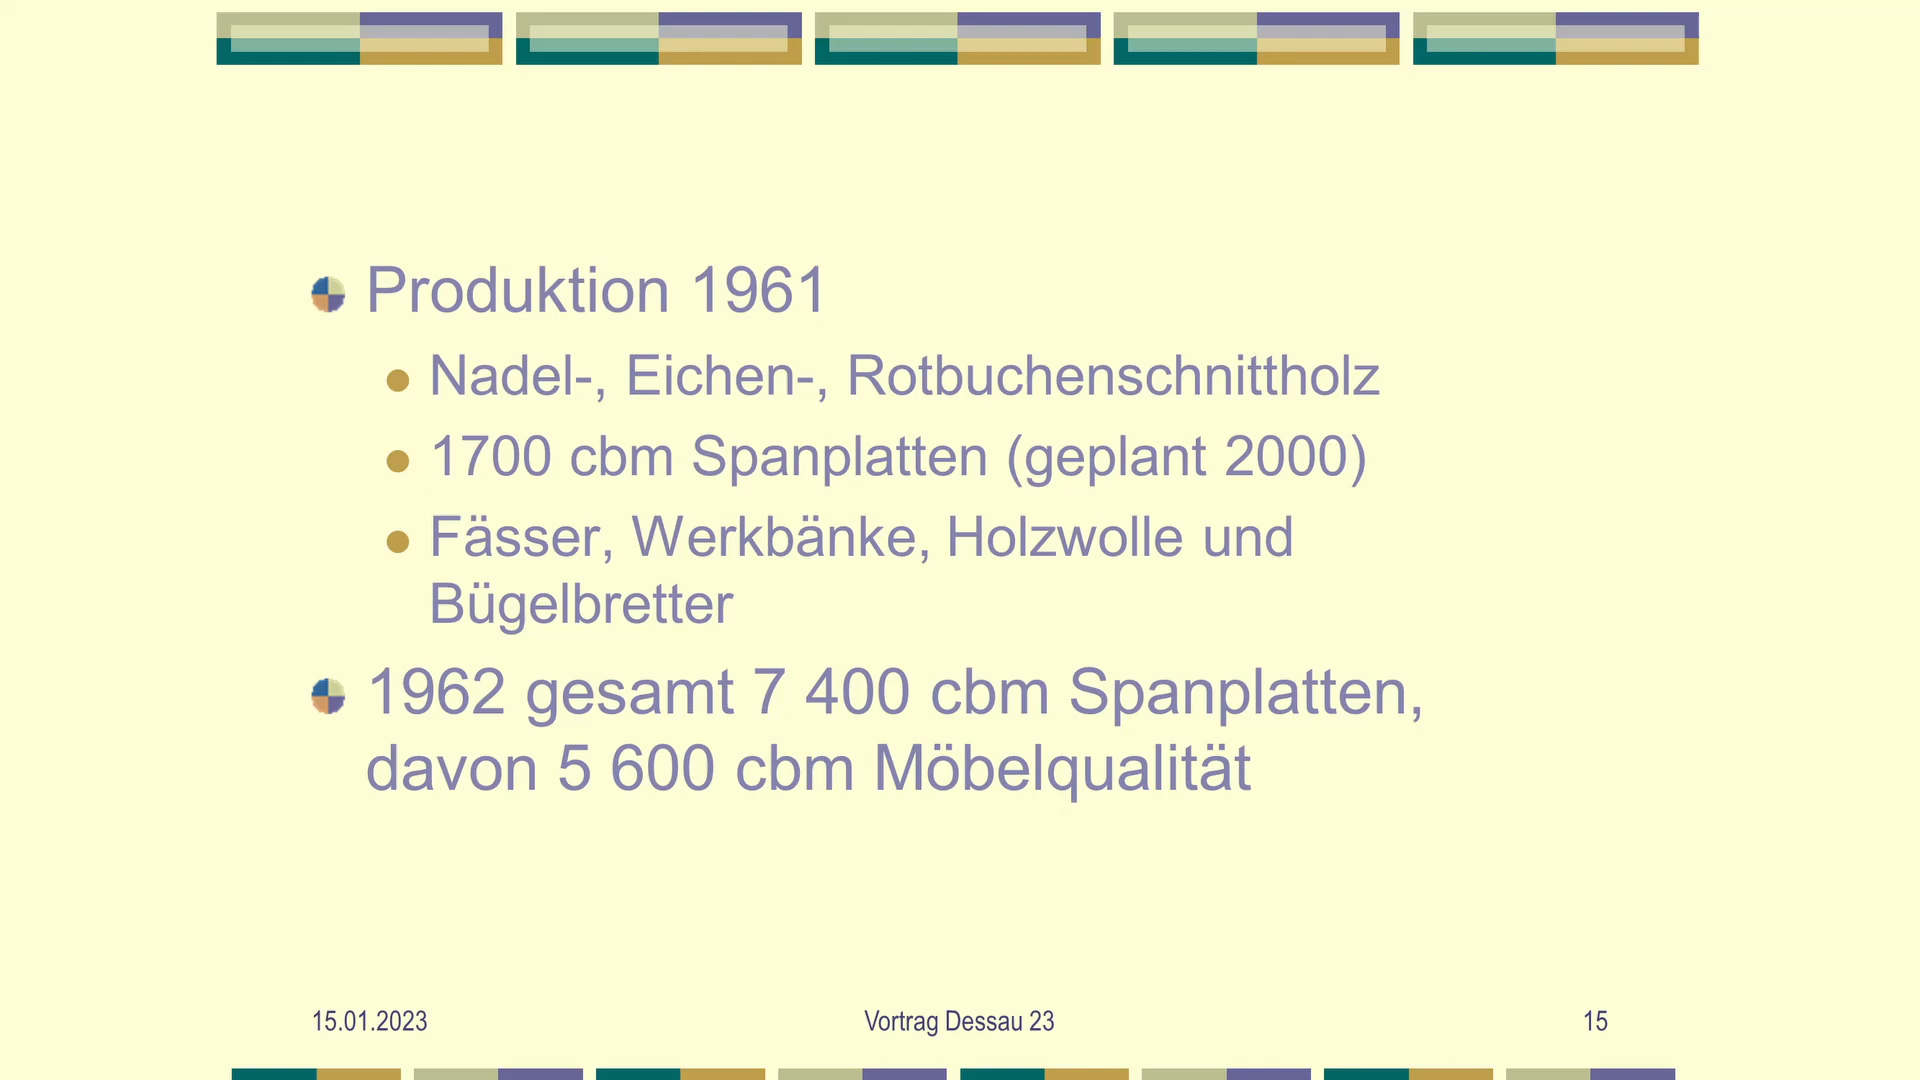 Produktion 1961
Nadel-, Eichen-, Rotbuchenschnittholz
1700 cbm Spanplatten (geplant 2000)
Fässer, Werkbänke, Holzwolle und
Bügelbretter
1962 gesamt 7 400 cbm Spanplatten,
davon 5 600 cbm Möbelqualität
15.01.2023
Vortrag Dessau 23
15